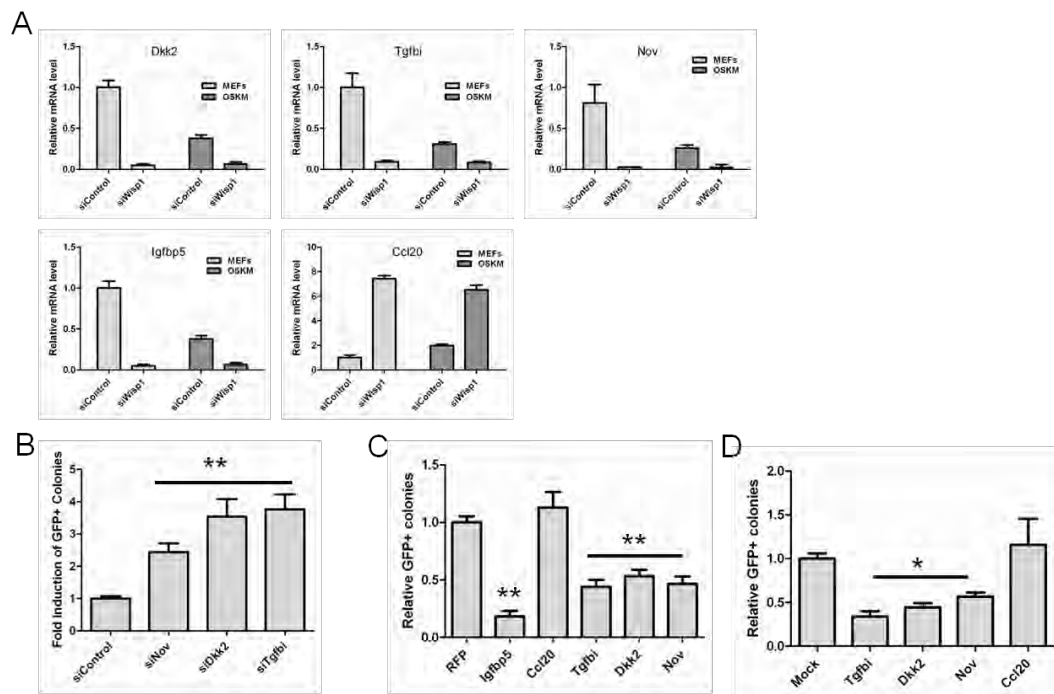 A
Dkk2
Relative mRNA level
1.5
1.0
0.5
0.0
MEFs
OSKM
siControl
siWisp1
siControl
siWisp1
Tgfbi
Relative mRNA level
1.5
1.0
0.5
0.0
MEFs
OSKM
siControl
siWisp1
siControl
siWisp1
Nov
Relative mRNA level
1.5
1.0
0.5
0.0
MEFs
OSKM
siControl
siWisp1
siControl
siWisp1
Igfbp5
Relative mRNA level
1.5
1.0
0.5
0.0
MEFs
OSKM
siControl
siWisp1
siControl
siWisp1
Ccl20
Relative mRNA level
10
8
6
4
2
0
MEFs
OSKM
siControl
siWisp1
siControl
siWisp1
B
Fold Induction of GFP+ Colonies
5
4
3
2
1
0
**
siControl
siNov
siDkk2
siTgfbi
C
Relative GFP+ colonies
1.5
1.0
0.5
0.0
**
**
RFP
Igfbp5
Ccl20
Tgfbi
Dkk2
Nov
D
Relative GFP+ colonies
2.0
1.5
1.0
0.5
0.0
*
Mock
Tgfbi
Dkk2
Nov
Ccl20